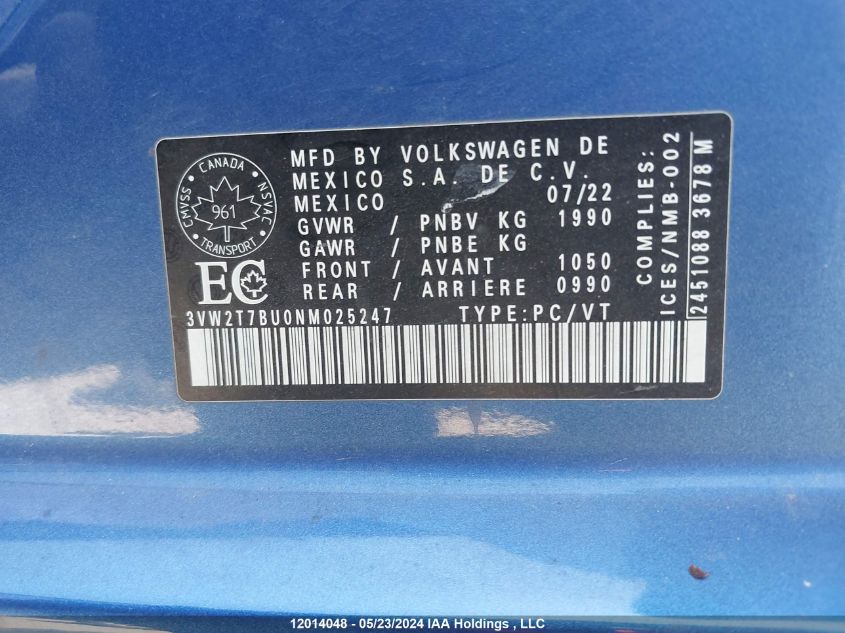 CANADA
CMVSS
NSVAC
961
TRANSPORT
EC
MFD BY VOLKSWAGEN DE
MEXICO S.A. DE C.V.
MEXICO 07/22
GVWR / PNBV KG 1990
GAWR / PNBE KG
FRONT / AVANT 1050
REAR / ARRIERE 0990
3VW2T7BU0NM025247 TYPE:PC/VT
COMPLIES:
ICES/NMB-002
2451088 3678 M
12014048 - 05/23/2024 IAA Holdings , LLC